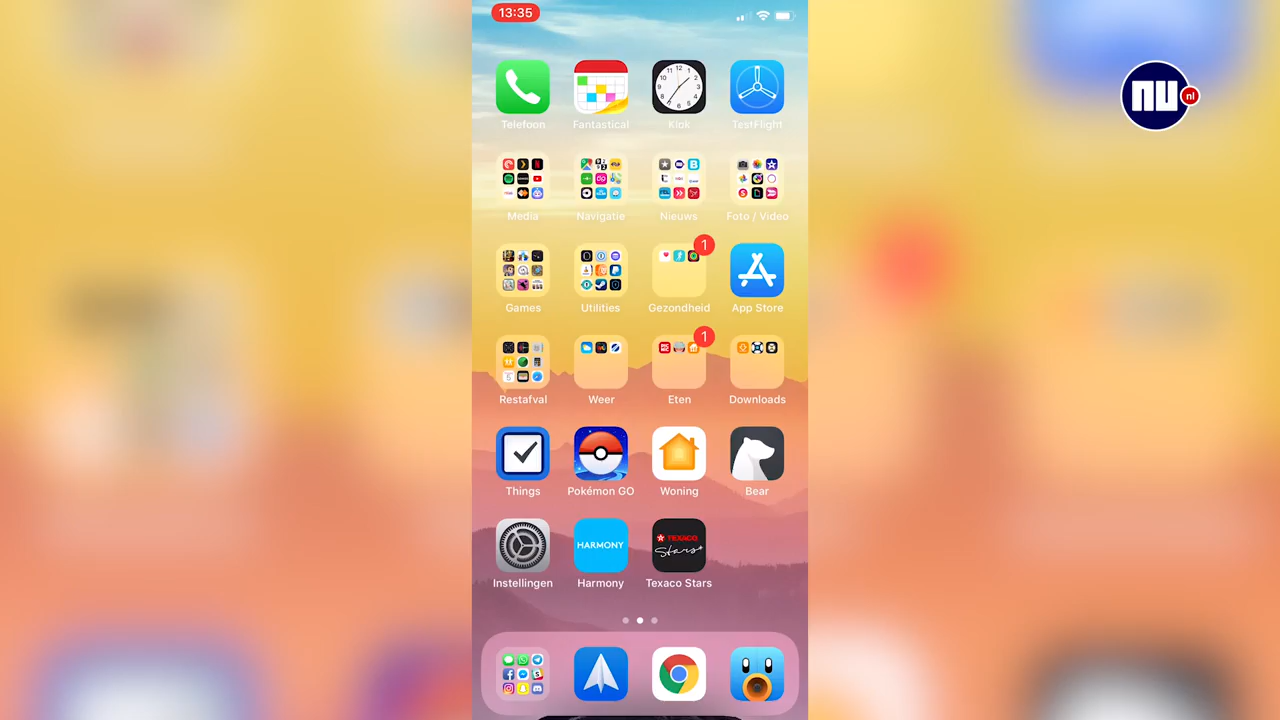 13:35
NU
nl
Telefoon
Fantastical
Klok
TestFlight
Media
Navigatie
Nieuws
Foto / Video
1
Games
Utilities
Gezondheid
App Store
1
Restafval
Weer
Eten
Downloads
Things
Pokémon GO
Woning
Bear
HARMONY
TEXACO
Stars
Instellingen
Harmony
Texaco Stars